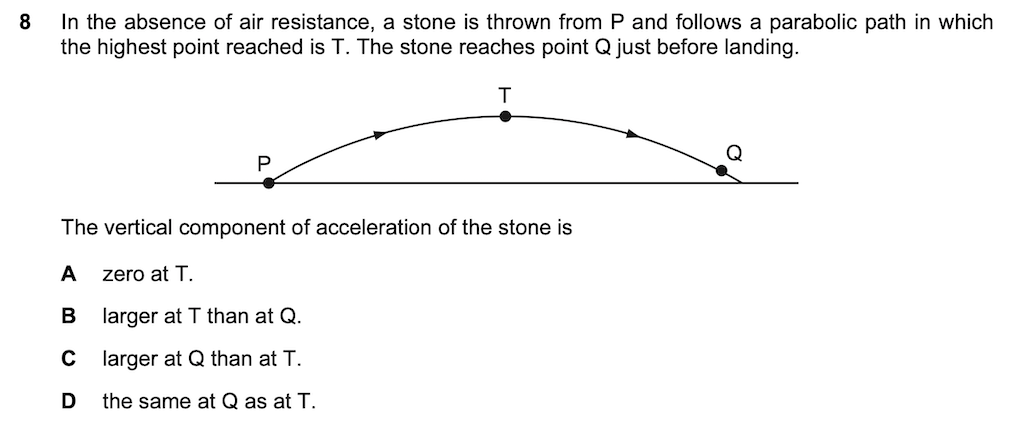 8 In the absence of air resistance, a stone is thrown from P and follows a parabolic path in which
the highest point reached is T. The stone reaches point Q just before landing.
T
P
Q
The vertical component of acceleration of the stone is
A zero at T.
B larger at T than at Q.
C larger at Q than at T.
D the same at Q as at T.